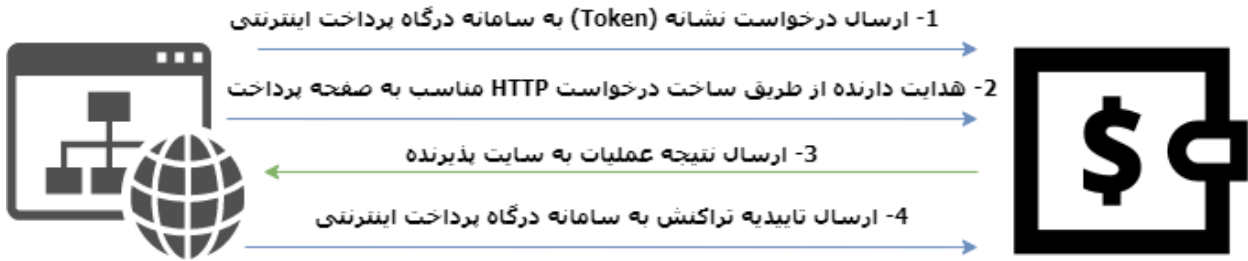 1- ارسال درخواست نشانه (Token) به سامانه درگاه پرداخت اینترنتی
2- هدایت دارنده از طریق ساخت درخواست HTTP مناسب به صفحه پرداخت
3- ارسال نتیجه عملیات به سایت پذیرنده
4- ارسال تاییدیه تراکنش به سامانه درگاه پرداخت اینترنتی
$